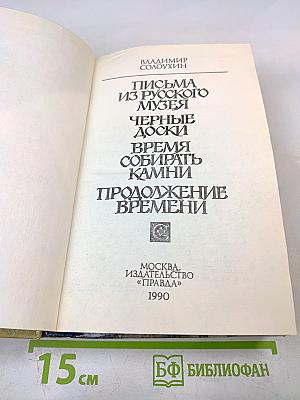 ВЛАДИМИР
СОЛОУХИН
ПИСЬМА
ИЗ РУССКОГО
МУЗЕЯ
ЧЕРНЫЕ
ДОСКИ
ВРЕМЯ
СОБИРАТЬ
КАМНИ
ПРОДОЛЖЕНИЕ
ВРЕМЕНИ
МОСКВА.
ИЗДАТЕЛЬСТВО
«ПРАВДА»
1990
15 см
БФ БИБЛИОФАН